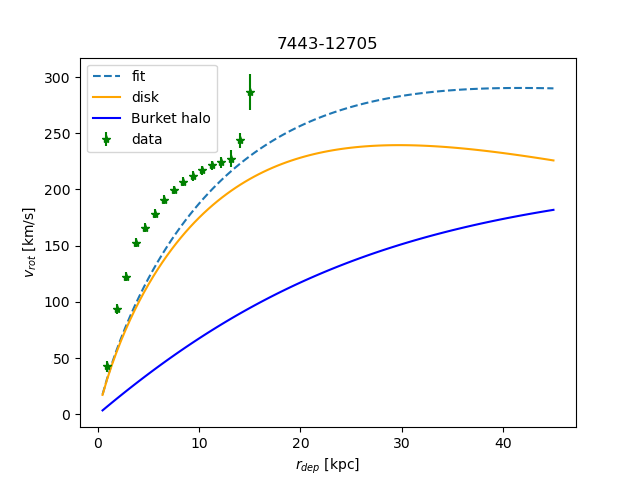 7443-12705
fit
disk
Burket halo
data
300
250
200
150
100
50
0
v_rot [km/s]
0 10 20 30 40
r_dep [kpc]